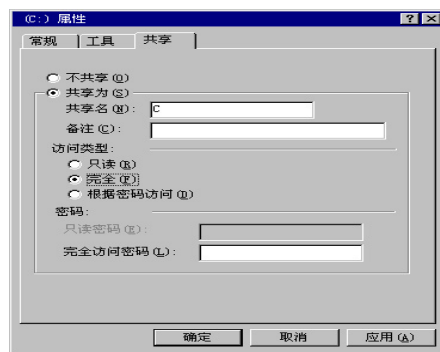 (C:) 属性
常规 工具 共享
不共享(O)
共享为(S)
共享名(N): C
备注(C):
访问类型:
只读(R)
完全(F)
根据密码访问(D)
密码:
只读密码(E):
完全访问密码(L):
确定 取消 应用(A)